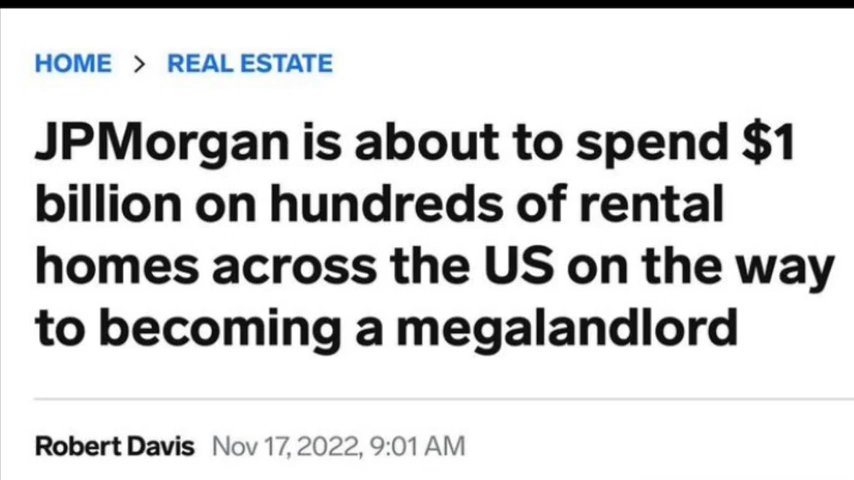 HOME > REAL ESTATE
JPMorgan is about to spend $1
billion on hundreds of rental
homes across the US on the way
to becoming a megalandlord
Robert Davis Nov 17, 2022, 9:01 AM